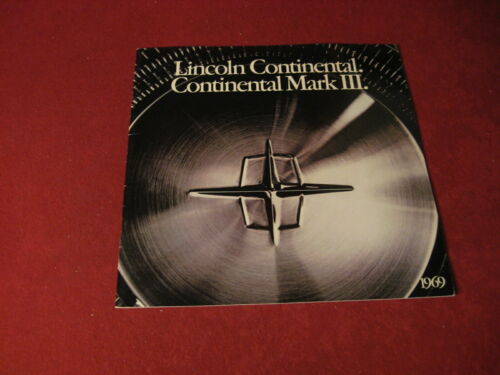 Lincoln Continental.
Continental Mark III.
1969